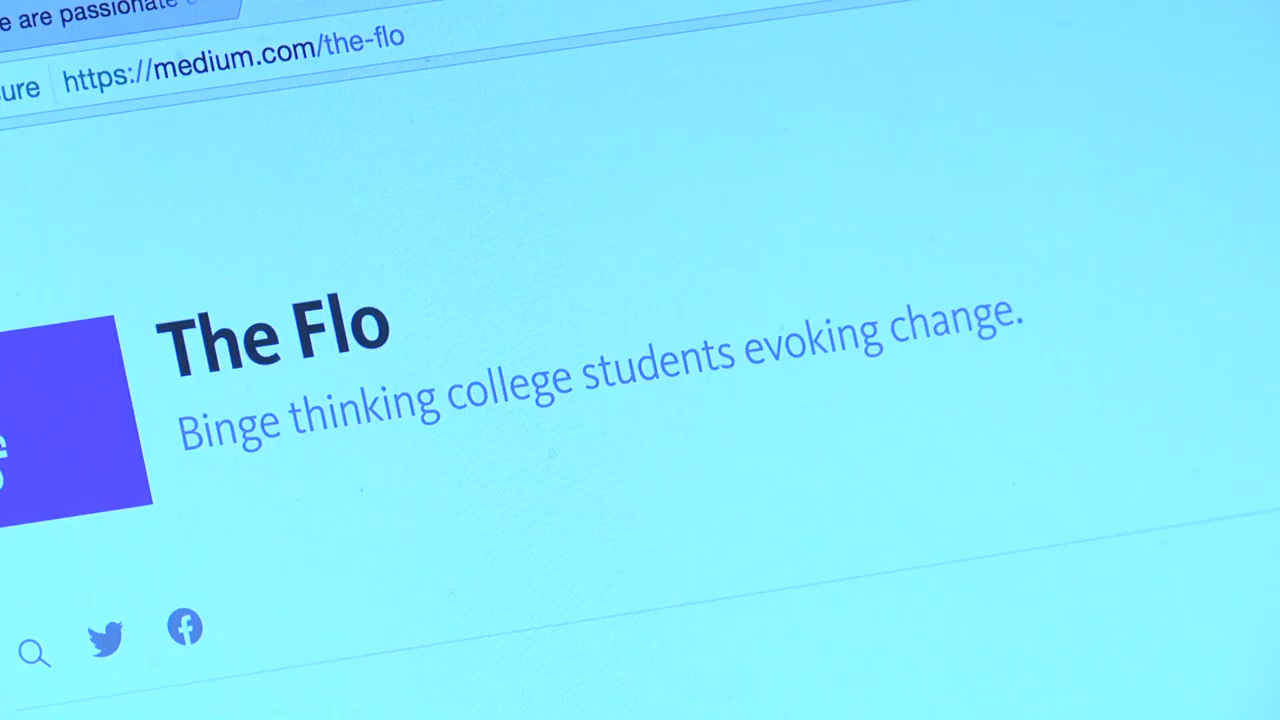 e are passionate
ure https://medium.com/the-flo
The Flo
Binge thinking college students evoking change.